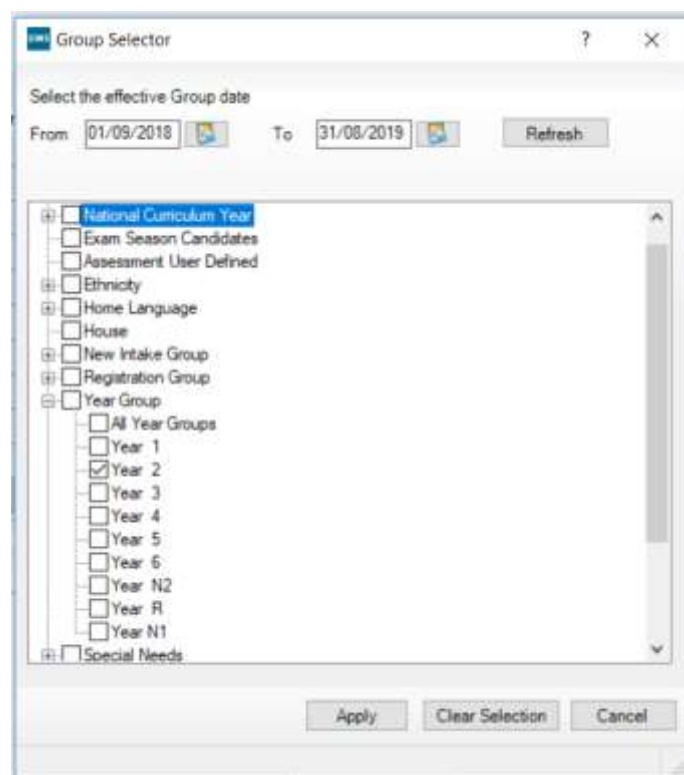 SIMS Group Selector ?
Select the effective Group date
From 01/09/2018 To 31/08/2019 Refresh
National Curriculum Year
Exam Season Candidates
Assessment User Defined
Ethnicity
Home Language
House
New Intake Group
Registration Group
Year Group
All Year Groups
Year 1
Year 2
Year 3
Year 4
Year 5
Year 6
Year N2
Year R
Year N1
Special Needs
Apply Clear Selection Cancel